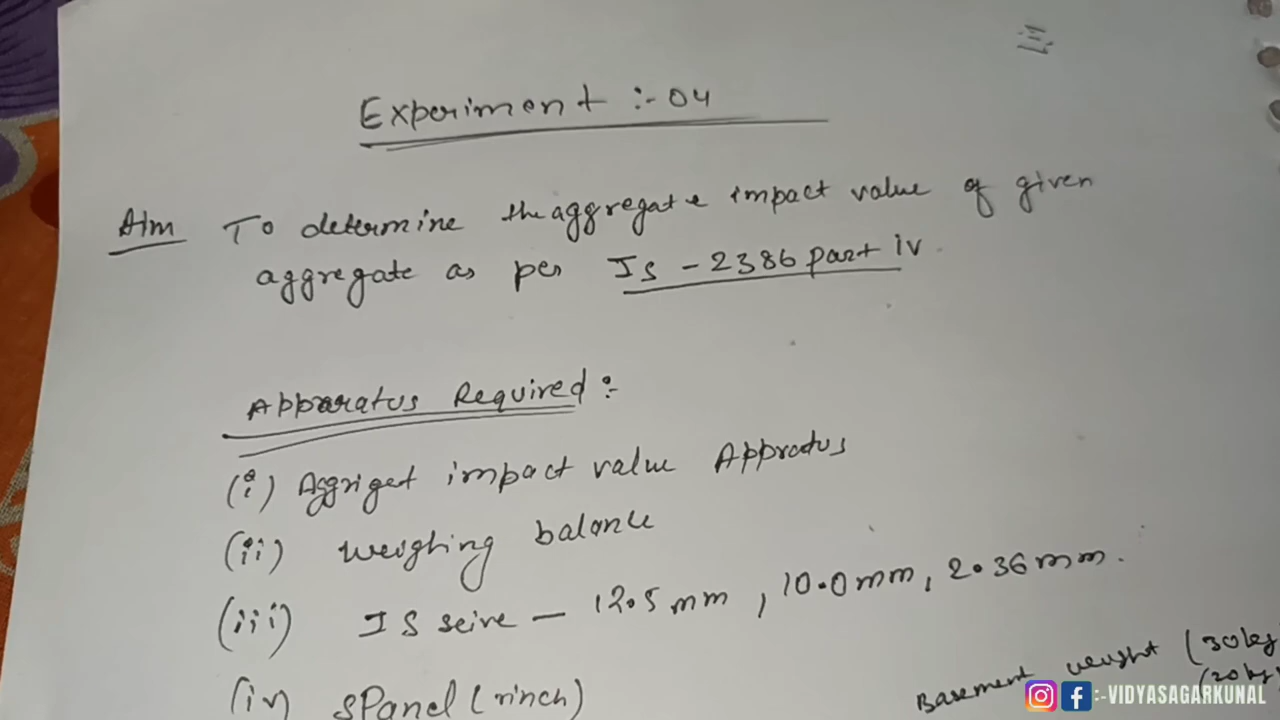 Experiment :- 04
Aim To determine the aggregate impact value of given
aggregate as per IS - 2386 part iv
Apparatus Required :-
(i) Aggriget impact value Appratus
(ii) weighing balance
(iii) IS seive - 12.5 mm, 10.0 mm, 2.36 mm.
(iv) sPanel (rinch)
Basement weight (30kg
(20kg)
:-VIDYASAGARKUNAL